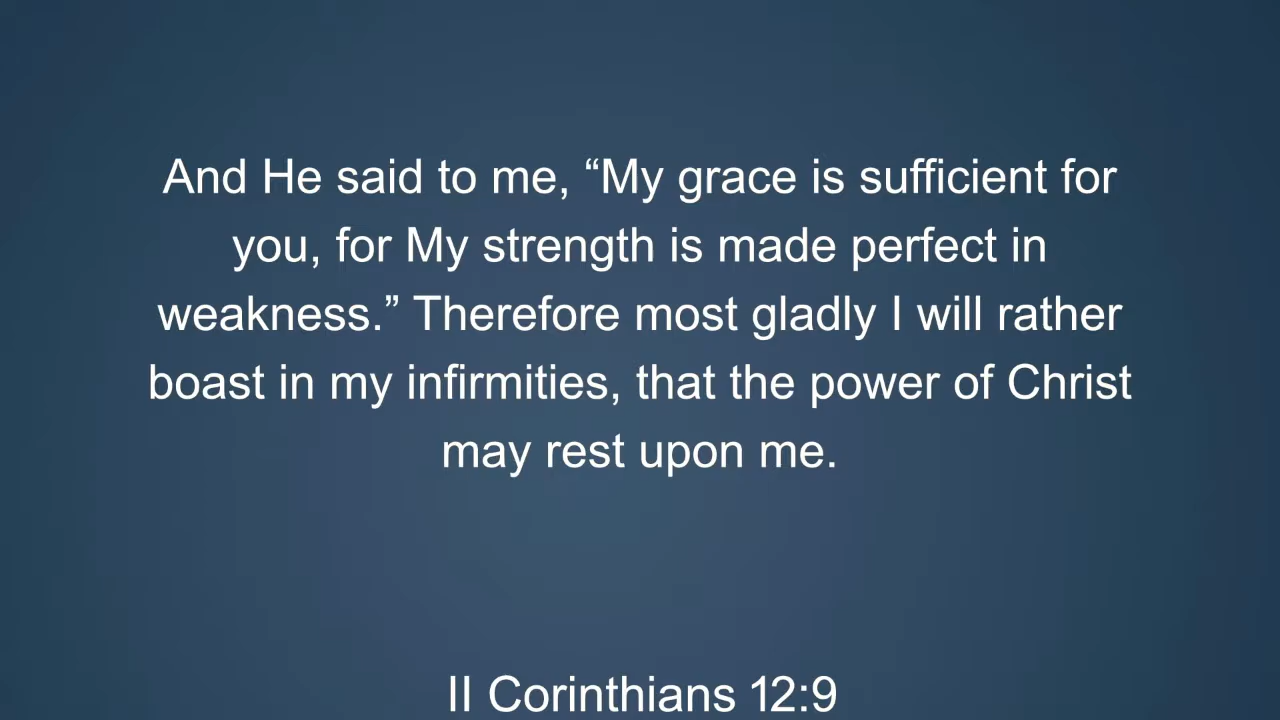 And He said to me, “My grace is sufficient for
you, for My strength is made perfect in
weakness.” Therefore most gladly I will rather
boast in my infirmities, that the power of Christ
may rest upon me.
II Corinthians 12:9